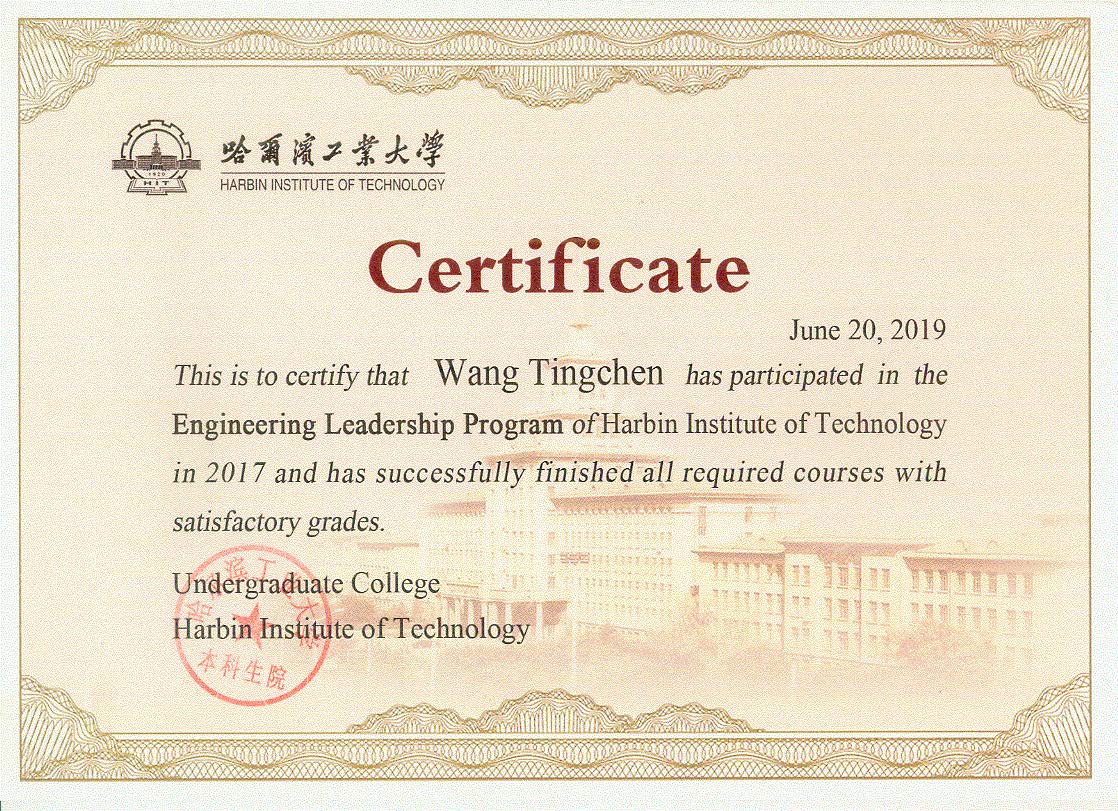 哈爾濱工業大學
HARBIN INSTITUTE OF TECHNOLOGY
1920
HIT
Certificate
June 20, 2019
This is to certify that Wang Tingchen has participated in the
Engineering Leadership Program of Harbin Institute of Technology
in 2017 and has successfully finished all required courses with
satisfactory grades.
Undergraduate College
Harbin Institute of Technology
哈尔滨工业大学
本科生院